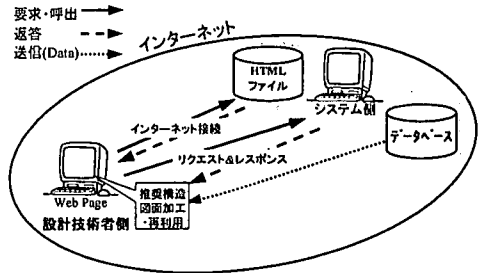 要求・呼出
返答
送信(Data)
インターネット
HTML
ファイル
システム側
データベース
インターネット接続
リクエスト&レスポンス
Web Page
設計技術者側
推奨構造
図面加工
・再利用